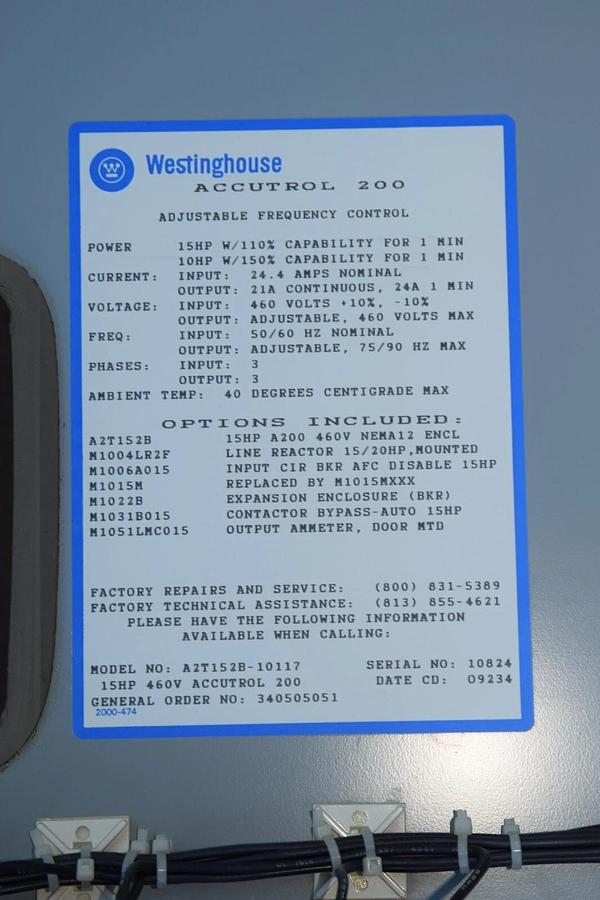 Westinghouse
ACCUTROL 200
ADJUSTABLE FREQUENCY CONTROL
POWER 15HP W/110% CAPABILITY FOR 1 MIN
10HP W/150% CAPABILITY FOR 1 MIN
CURRENT: INPUT: 24.4 AMPS NOMINAL
OUTPUT: 21A CONTINUOUS, 24A 1 MIN
VOLTAGE: INPUT: 460 VOLTS +10%, -10%
OUTPUT: ADJUSTABLE, 460 VOLTS MAX
FREQ: INPUT: 50/60 HZ NOMINAL
OUTPUT: ADJUSTABLE, 75/90 HZ MAX
PHASES: INPUT: 3
OUTPUT: 3
AMBIENT TEMP: 40 DEGREES CENTIGRADE MAX
OPTIONS INCLUDED:
A2T152B 15HP A200 460V NEMA12 ENCL
M1004LR2F LINE REACTOR 15/20HP,MOUNTED
M1006A015 INPUT CIR BKR AFC DISABLE 15HP
M1015M REPLACED BY M1015MXXX
M1022B EXPANSION ENCLOSURE (BKR)
M1031B015 CONTACTOR BYPASS-AUTO 15HP
M1051LMC015 OUTPUT AMMETER, DOOR MTD
FACTORY REPAIRS AND SERVICE: (800) 831-5389
FACTORY TECHNICAL ASSISTANCE: (813) 855-4621
PLEASE HAVE THE FOLLOWING INFORMATION
AVAILABLE WHEN CALLING:
MODEL NO: A2T152B-10117 SERIAL NO: 10824
15HP 460V ACCUTROL 200 DATE CD: 09234
GENERAL ORDER NO: 340505051
2000-474